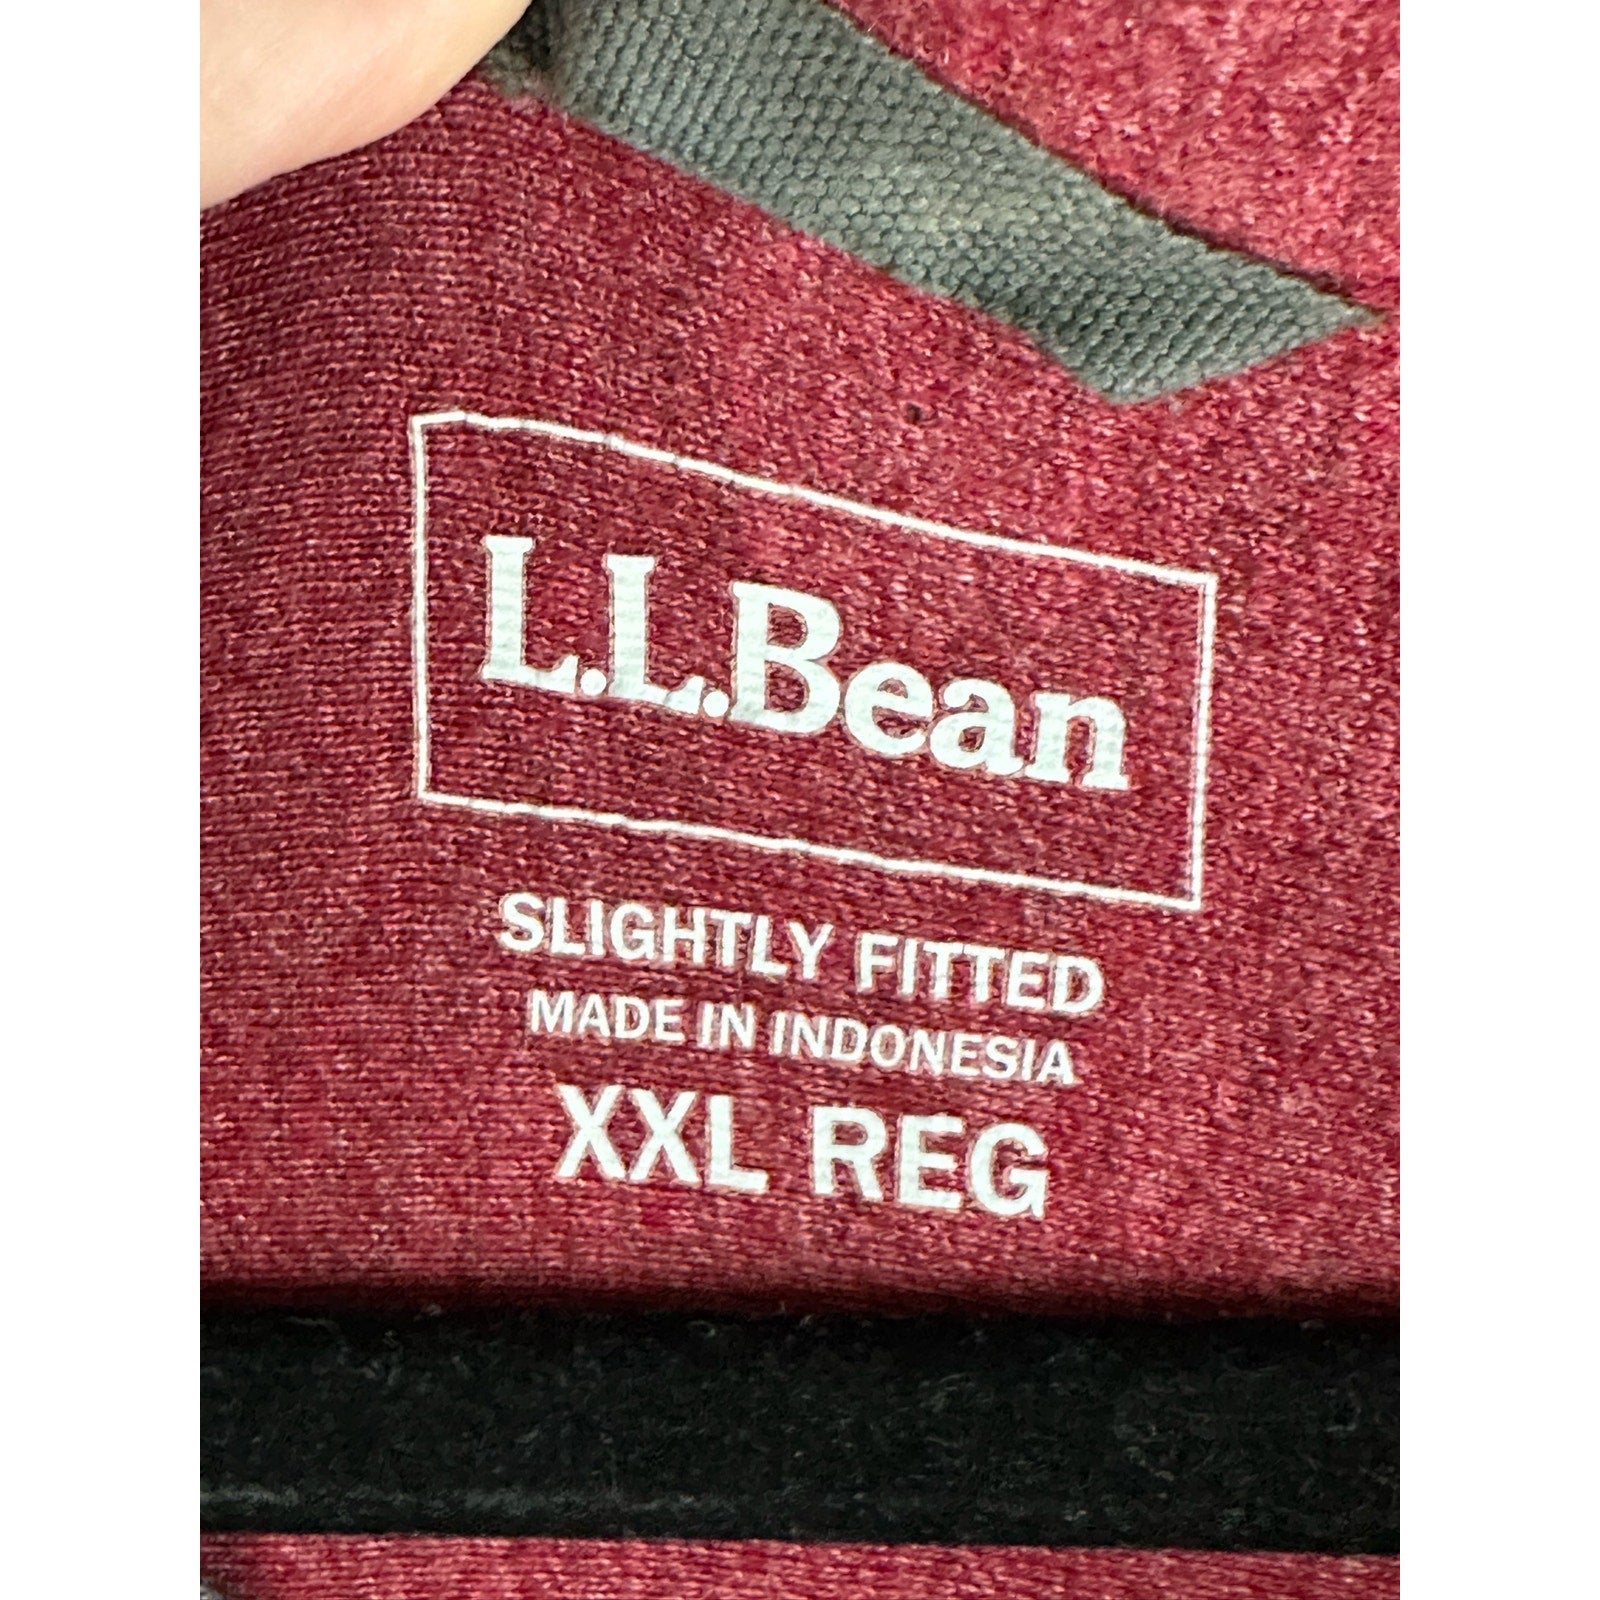 L.L.Bean
SLIGHTLY FITTED
MADE IN INDONESIA
XXL REG